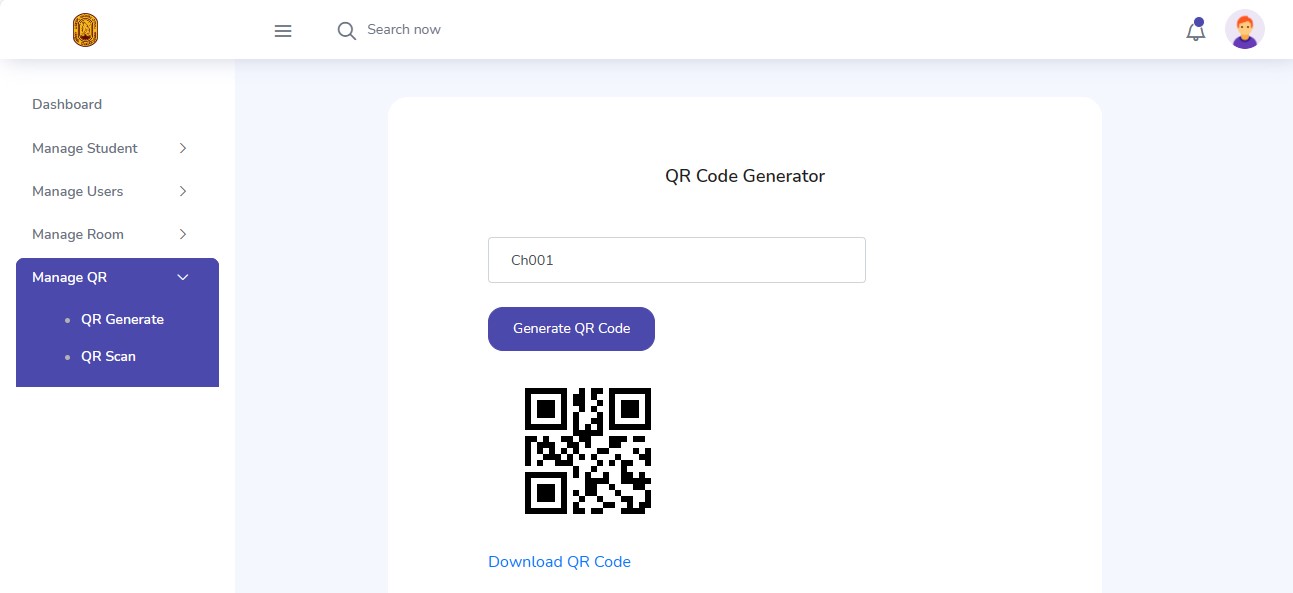 Search now
Dashboard
Manage Student
Manage Users
Manage Room
Manage QR
QR Generate
QR Scan
QR Code Generator
Ch001
Generate QR Code
Download QR Code